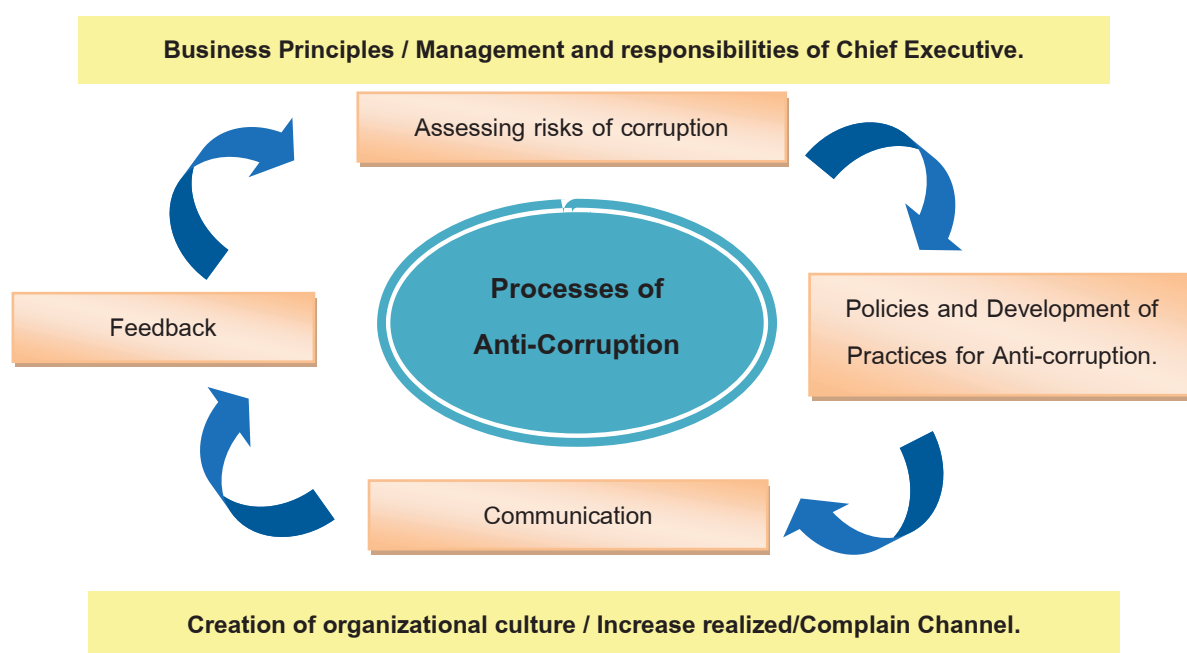 Business Principles / Management and responsibilities of Chief Executive.
Assessing risks of corruption
Processes of
Anti-Corruption
Policies and Development of
Practices for Anti-corruption.
Feedback
Communication
Creation of organizational culture / Increase realized/Complain Channel.